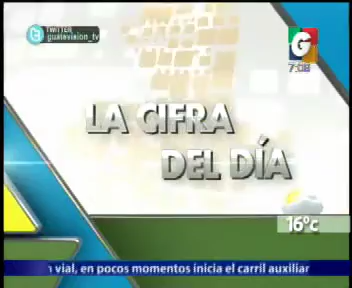 TWITTER
guatevision_tv
G
7:08
LA CIFRA
DEL DÍA
16°c
vial, en pocos momentos inicia el carril auxiliar